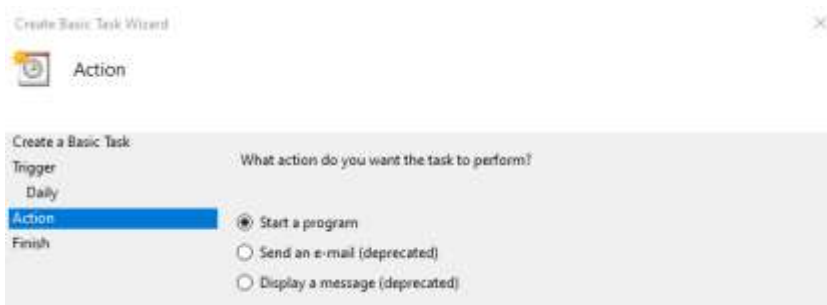 Create Basic Task Wizard
Action
Create a Basic Task
Trigger
Daily
Action
Finish
What action do you want the task to perform?
Start a program
Send an e-mail (deprecated)
Display a message (deprecated)